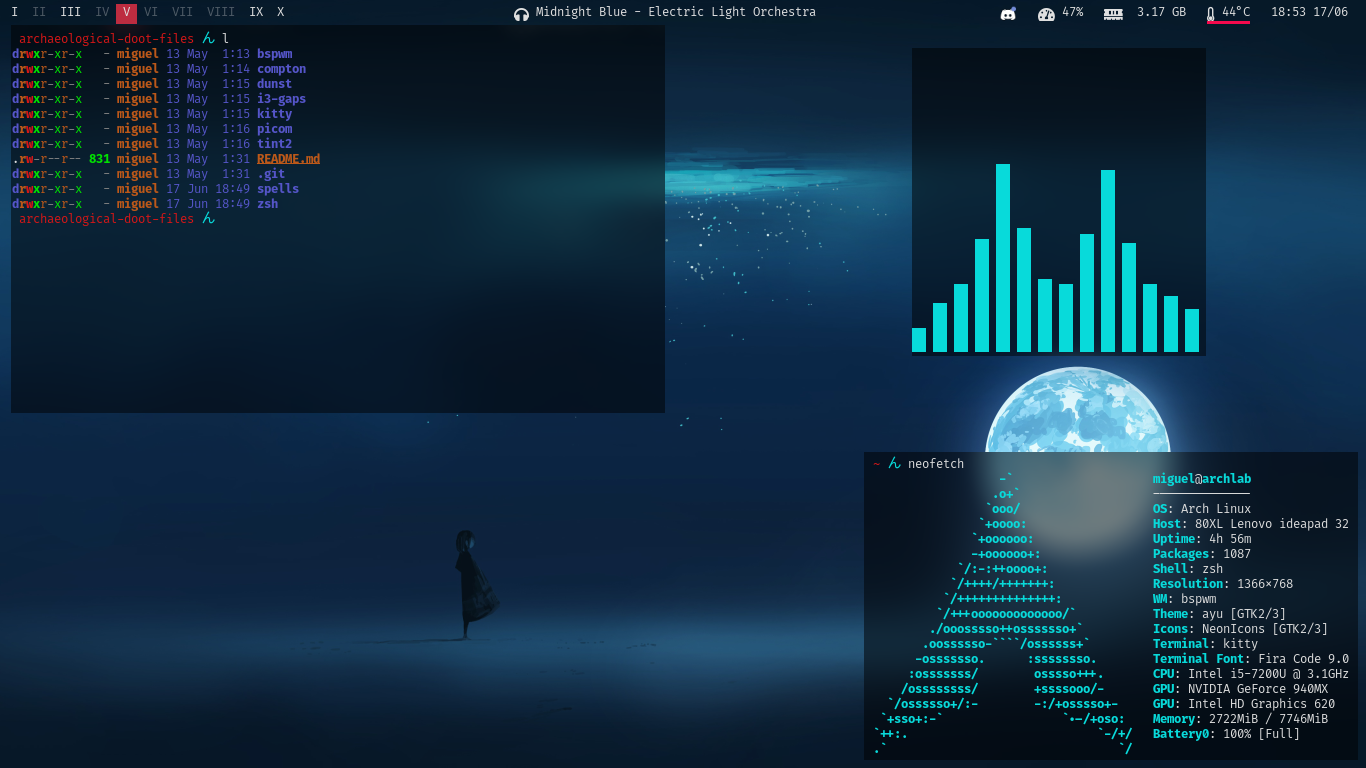 I II III IV V VI VII VIII IX X Midnight Blue - Electric Light Orchestra 47% 3.17 GB 44°C 18:53 17/06
archaeological-doot-files ん l
drwxr-xr-x - miguel 13 May 1:13 bspwm
drwxr-xr-x - miguel 13 May 1:14 compton
drwxr-xr-x - miguel 13 May 1:15 dunst
drwxr-xr-x - miguel 13 May 1:15 i3-gaps
drwxr-xr-x - miguel 13 May 1:15 kitty
drwxr-xr-x - miguel 13 May 1:16 picom
drwxr-xr-x - miguel 13 May 1:16 tint2
.rw-r--r-- 831 miguel 13 May 1:31 README.md
drwxr-xr-x - miguel 13 May 1:31 .git
drwxr-xr-x - miguel 17 Jun 18:49 spells
drwxr-xr-x - miguel 17 Jun 18:49 zsh
archaeological-doot-files ん
~ ん neofetch
miguel@archlab
OS: Arch Linux
Host: 80XL Lenovo ideapad 32
Uptime: 4h 56m
Packages: 1087
Shell: zsh
Resolution: 1366×768
WM: bspwm
Theme: ayu [GTK2/3]
Icons: NeonIcons [GTK2/3]
Terminal: kitty
Terminal Font: Fira Code 9.0
CPU: Intel i5-7200U @ 3.1GHz
GPU: NVIDIA GeForce 940MX
GPU: Intel HD Graphics 620
Memory: 2722MiB / 7746MiB
Battery0: 100% [Full]